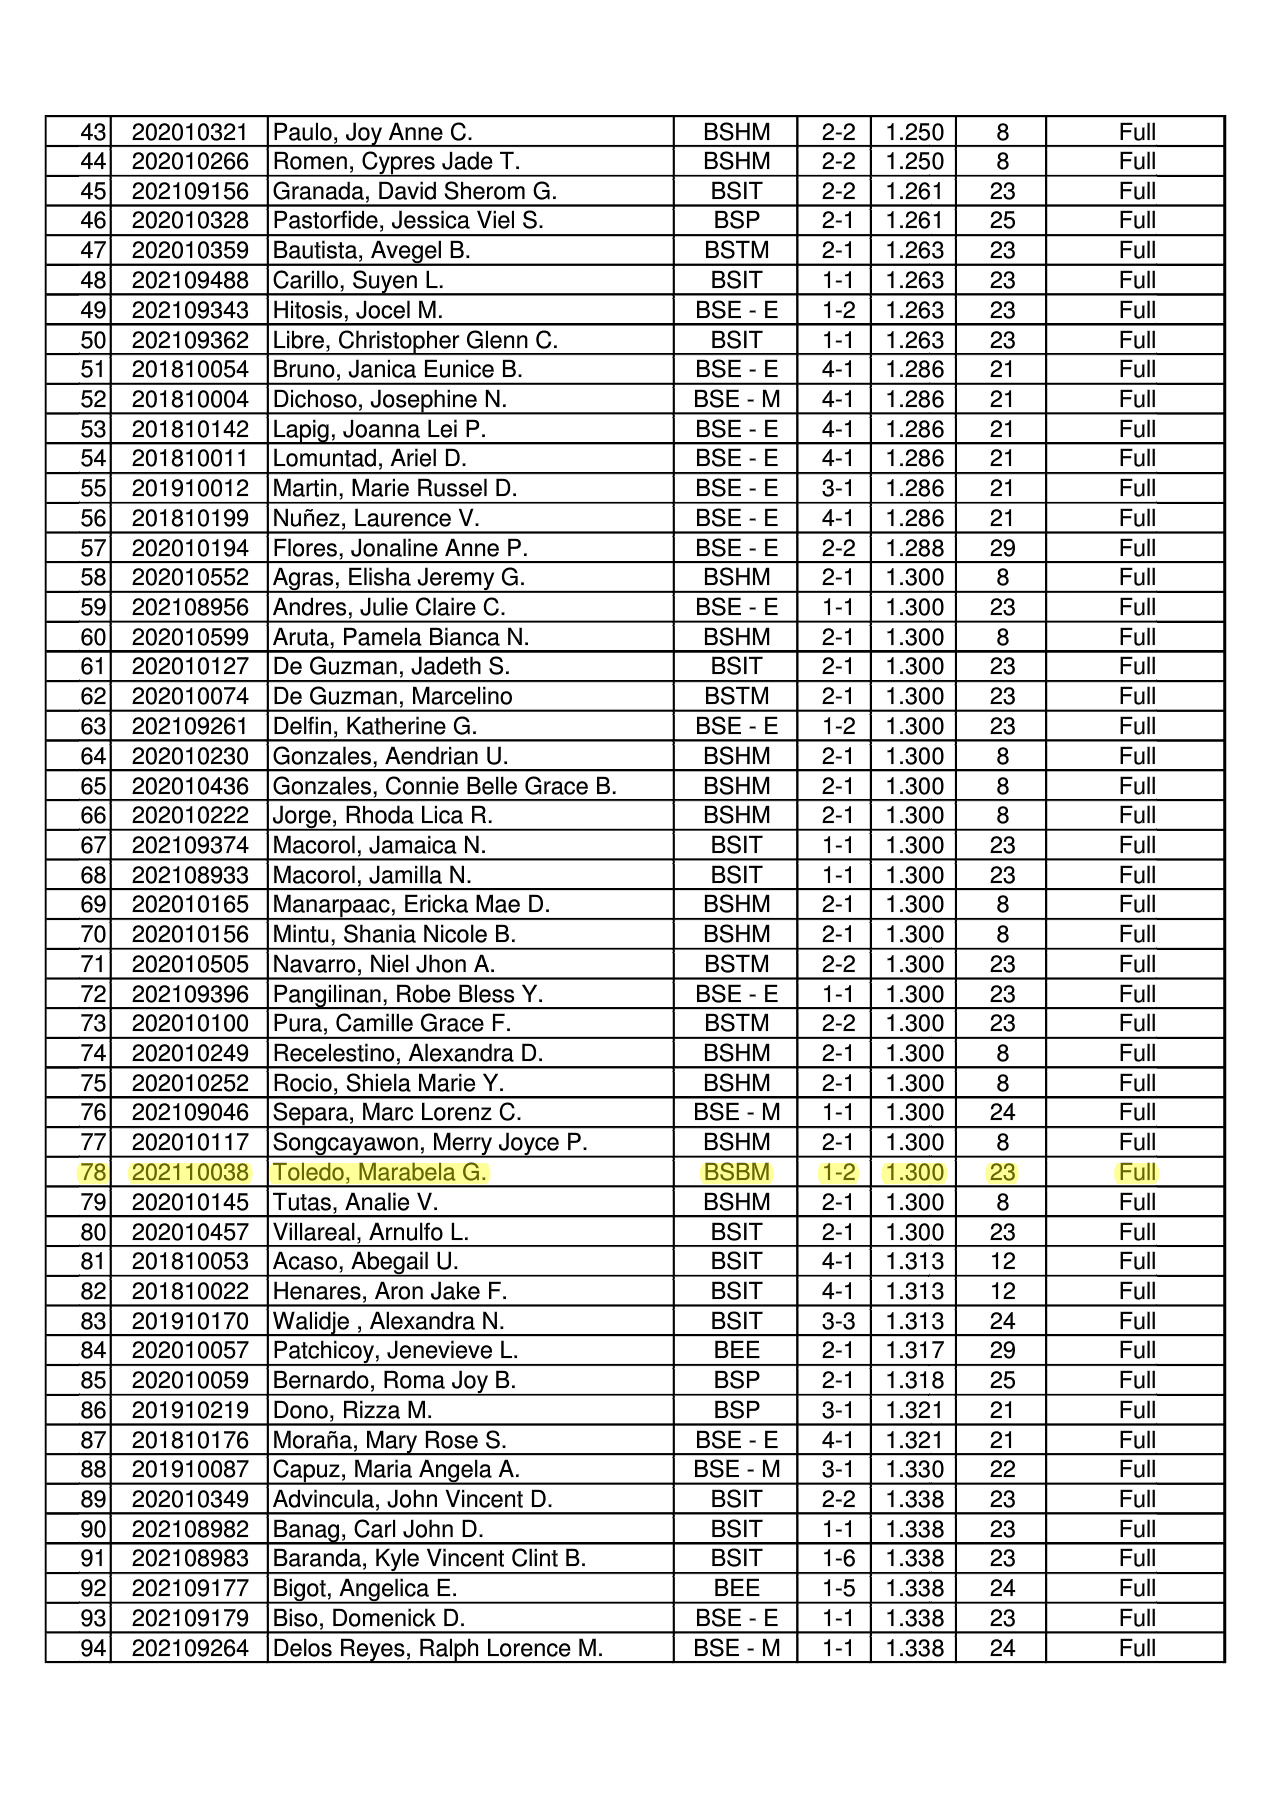 43 202010321 Paulo, Joy Anne C. BSHM 2-2 1.250 8 Full
44 202010266 Romen, Cypres Jade T. BSHM 2-2 1.250 8 Full
45 202109156 Granada, David Sherom G. BSIT 2-2 1.261 23 Full
46 202010328 Pastorfide, Jessica Viel S. BSP 2-1 1.261 25 Full
47 202010359 Bautista, Avegel B. BSTM 2-1 1.263 23 Full
48 202109488 Carillo, Suyen L. BSIT 1-1 1.263 23 Full
49 202109343 Hitosis, Jocel M. BSE - E 1-2 1.263 23 Full
50 202109362 Libre, Christopher Glenn C. BSIT 1-1 1.263 23 Full
51 201810054 Bruno, Janica Eunice B. BSE - E 4-1 1.286 21 Full
52 201810004 Dichoso, Josephine N. BSE - M 4-1 1.286 21 Full
53 201810142 Lapig, Joanna Lei P. BSE - E 4-1 1.286 21 Full
54 201810011 Lomuntad, Ariel D. BSE - E 4-1 1.286 21 Full
55 201910012 Martin, Marie Russel D. BSE - E 3-1 1.286 21 Full
56 201810199 Nuñez, Laurence V. BSE - E 4-1 1.286 21 Full
57 202010194 Flores, Jonaline Anne P. BSE - E 2-2 1.288 29 Full
58 202010552 Agras, Elisha Jeremy G. BSHM 2-1 1.300 8 Full
59 202108956 Andres, Julie Claire C. BSE - E 1-1 1.300 23 Full
60 202010599 Aruta, Pamela Bianca N. BSHM 2-1 1.300 8 Full
61 202010127 De Guzman, Jadeth S. BSIT 2-1 1.300 23 Full
62 202010074 De Guzman, Marcelino BSTM 2-1 1.300 23 Full
63 202109261 Delfin, Katherine G. BSE - E 1-2 1.300 23 Full
64 202010230 Gonzales, Aendrian U. BSHM 2-1 1.300 8 Full
65 202010436 Gonzales, Connie Belle Grace B. BSHM 2-1 1.300 8 Full
66 202010222 Jorge, Rhoda Lica R. BSHM 2-1 1.300 8 Full
67 202109374 Macorol, Jamaica N. BSIT 1-1 1.300 23 Full
68 202108933 Macorol, Jamilla N. BSIT 1-1 1.300 23 Full
69 202010165 Manarpaac, Ericka Mae D. BSHM 2-1 1.300 8 Full
70 202010156 Mintu, Shania Nicole B. BSHM 2-1 1.300 8 Full
71 202010505 Navarro, Niel Jhon A. BSTM 2-2 1.300 23 Full
72 202109396 Pangilinan, Robe Bless Y. BSE - E 1-1 1.300 23 Full
73 202010100 Pura, Camille Grace F. BSTM 2-2 1.300 23 Full
74 202010249 Recelestino, Alexandra D. BSHM 2-1 1.300 8 Full
75 202010252 Rocio, Shiela Marie Y. BSHM 2-1 1.300 8 Full
76 202109046 Separa, Marc Lorenz C. BSE - M 1-1 1.300 24 Full
77 202010117 Songcayawon, Merry Joyce P. BSHM 2-1 1.300 8 Full
78 202110038 Toledo, Marabela G. BSBM 1-2 1.300 23 Full
79 202010145 Tutas, Analie V. BSHM 2-1 1.300 8 Full
80 202010457 Villareal, Arnulfo L. BSIT 2-1 1.300 23 Full
81 201810053 Acaso, Abegail U. BSIT 4-1 1.313 12 Full
82 201810022 Henares, Aron Jake F. BSIT 4-1 1.313 12 Full
83 201910170 Walidje , Alexandra N. BSIT 3-3 1.313 24 Full
84 202010057 Patchicoy, Jenevieve L. BEE 2-1 1.317 29 Full
85 202010059 Bernardo, Roma Joy B. BSP 2-1 1.318 25 Full
86 201910219 Dono, Rizza M. BSP 3-1 1.321 21 Full
87 201810176 Moraña, Mary Rose S. BSE - E 4-1 1.321 21 Full
88 201910087 Capuz, Maria Angela A. BSE - M 3-1 1.330 22 Full
89 202010349 Advincula, John Vincent D. BSIT 2-2 1.338 23 Full
90 202108982 Banag, Carl John D. BSIT 1-1 1.338 23 Full
91 202108983 Baranda, Kyle Vincent Clint B. BSIT 1-6 1.338 23 Full
92 202109177 Bigot, Angelica E. BEE 1-5 1.338 24 Full
93 202109179 Biso, Domenick D. BSE - E 1-1 1.338 23 Full
94 202109264 Delos Reyes, Ralph Lorence M. BSE - M 1-1 1.338 24 Full